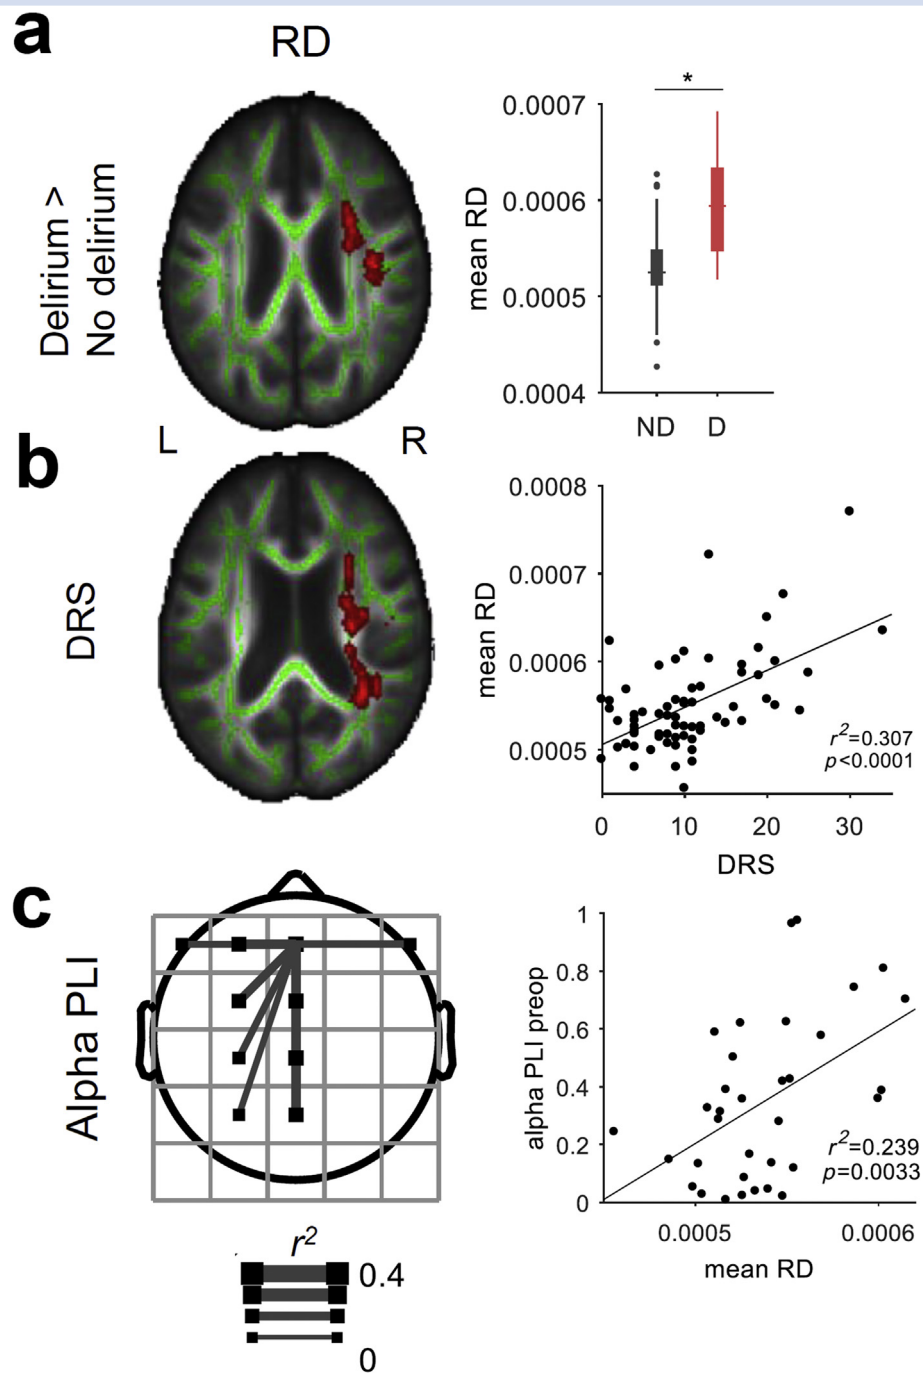 a
RD
Delirium >
No delirium
mean RD
0.0007
0.0006
0.0005
0.0004
*
ND D
L R
b
DRS
mean RD
0.0008
0.0007
0.0006
0.0005
r²=0.307
p<0.0001
0 10 20 30
DRS
c
Alpha PLI
r²
0.4
0
alpha PLI preop
1
0.8
0.6
0.4
0.2
0
r²=0.239
p=0.0033
0.0005 0.0006
mean RD